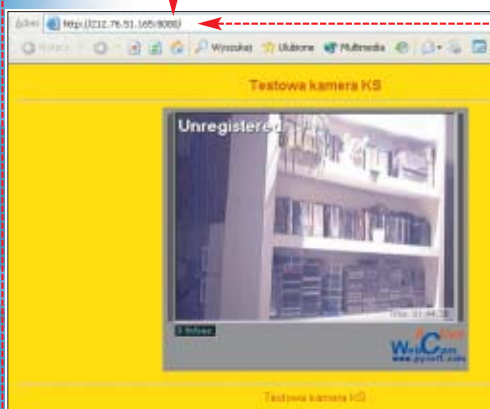 Adres http://212.76.51.165:8080/
Wyszukaj Ulubione Multimedia
Testowa kamera KS
Unregistered
WebCam
www.pysoft.com
Testowa kamera KS